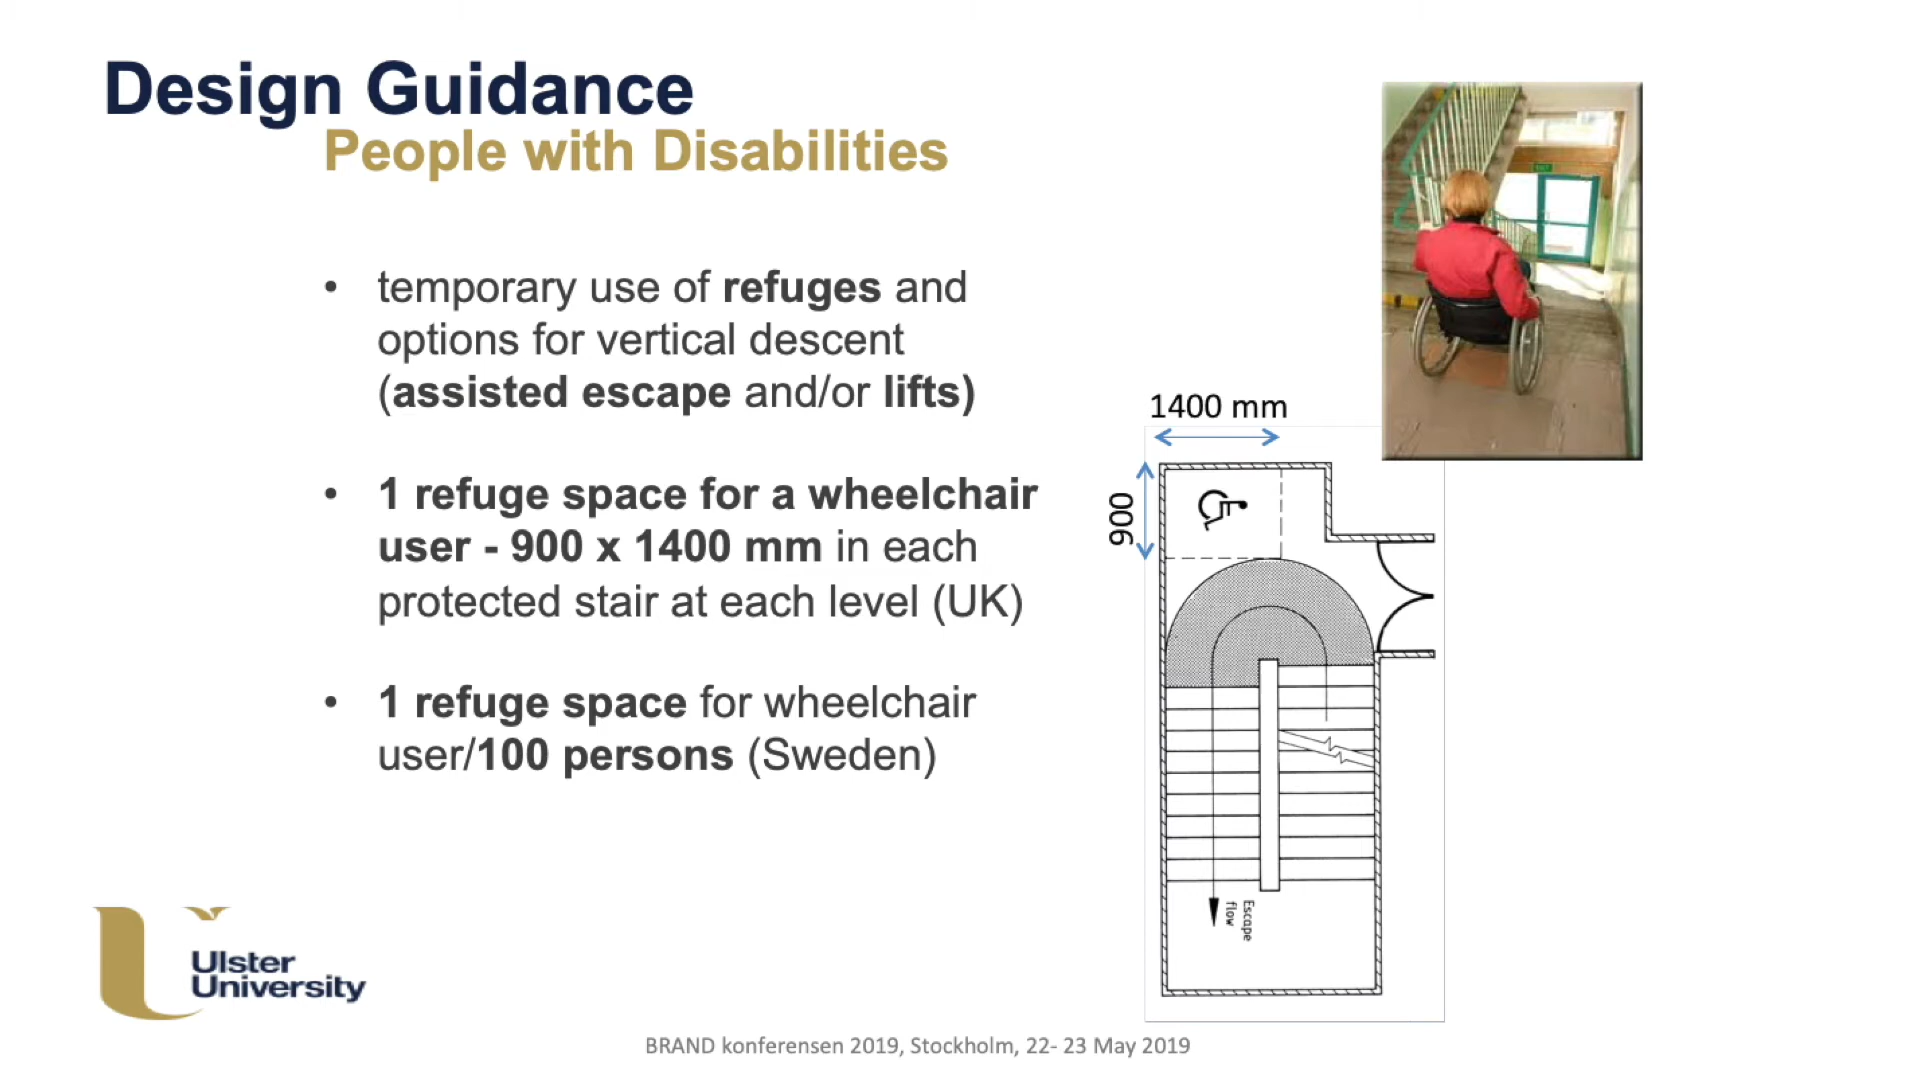 Design Guidance
People with Disabilities
• temporary use of refuges and
options for vertical descent
(assisted escape and/or lifts)
• 1 refuge space for a wheelchair
user - 900 x 1400 mm in each
protected stair at each level (UK)
• 1 refuge space for wheelchair
user/100 persons (Sweden)
1400 mm
900
Escape
flow
Ulster
University
BRAND konferensen 2019, Stockholm, 22- 23 May 2019